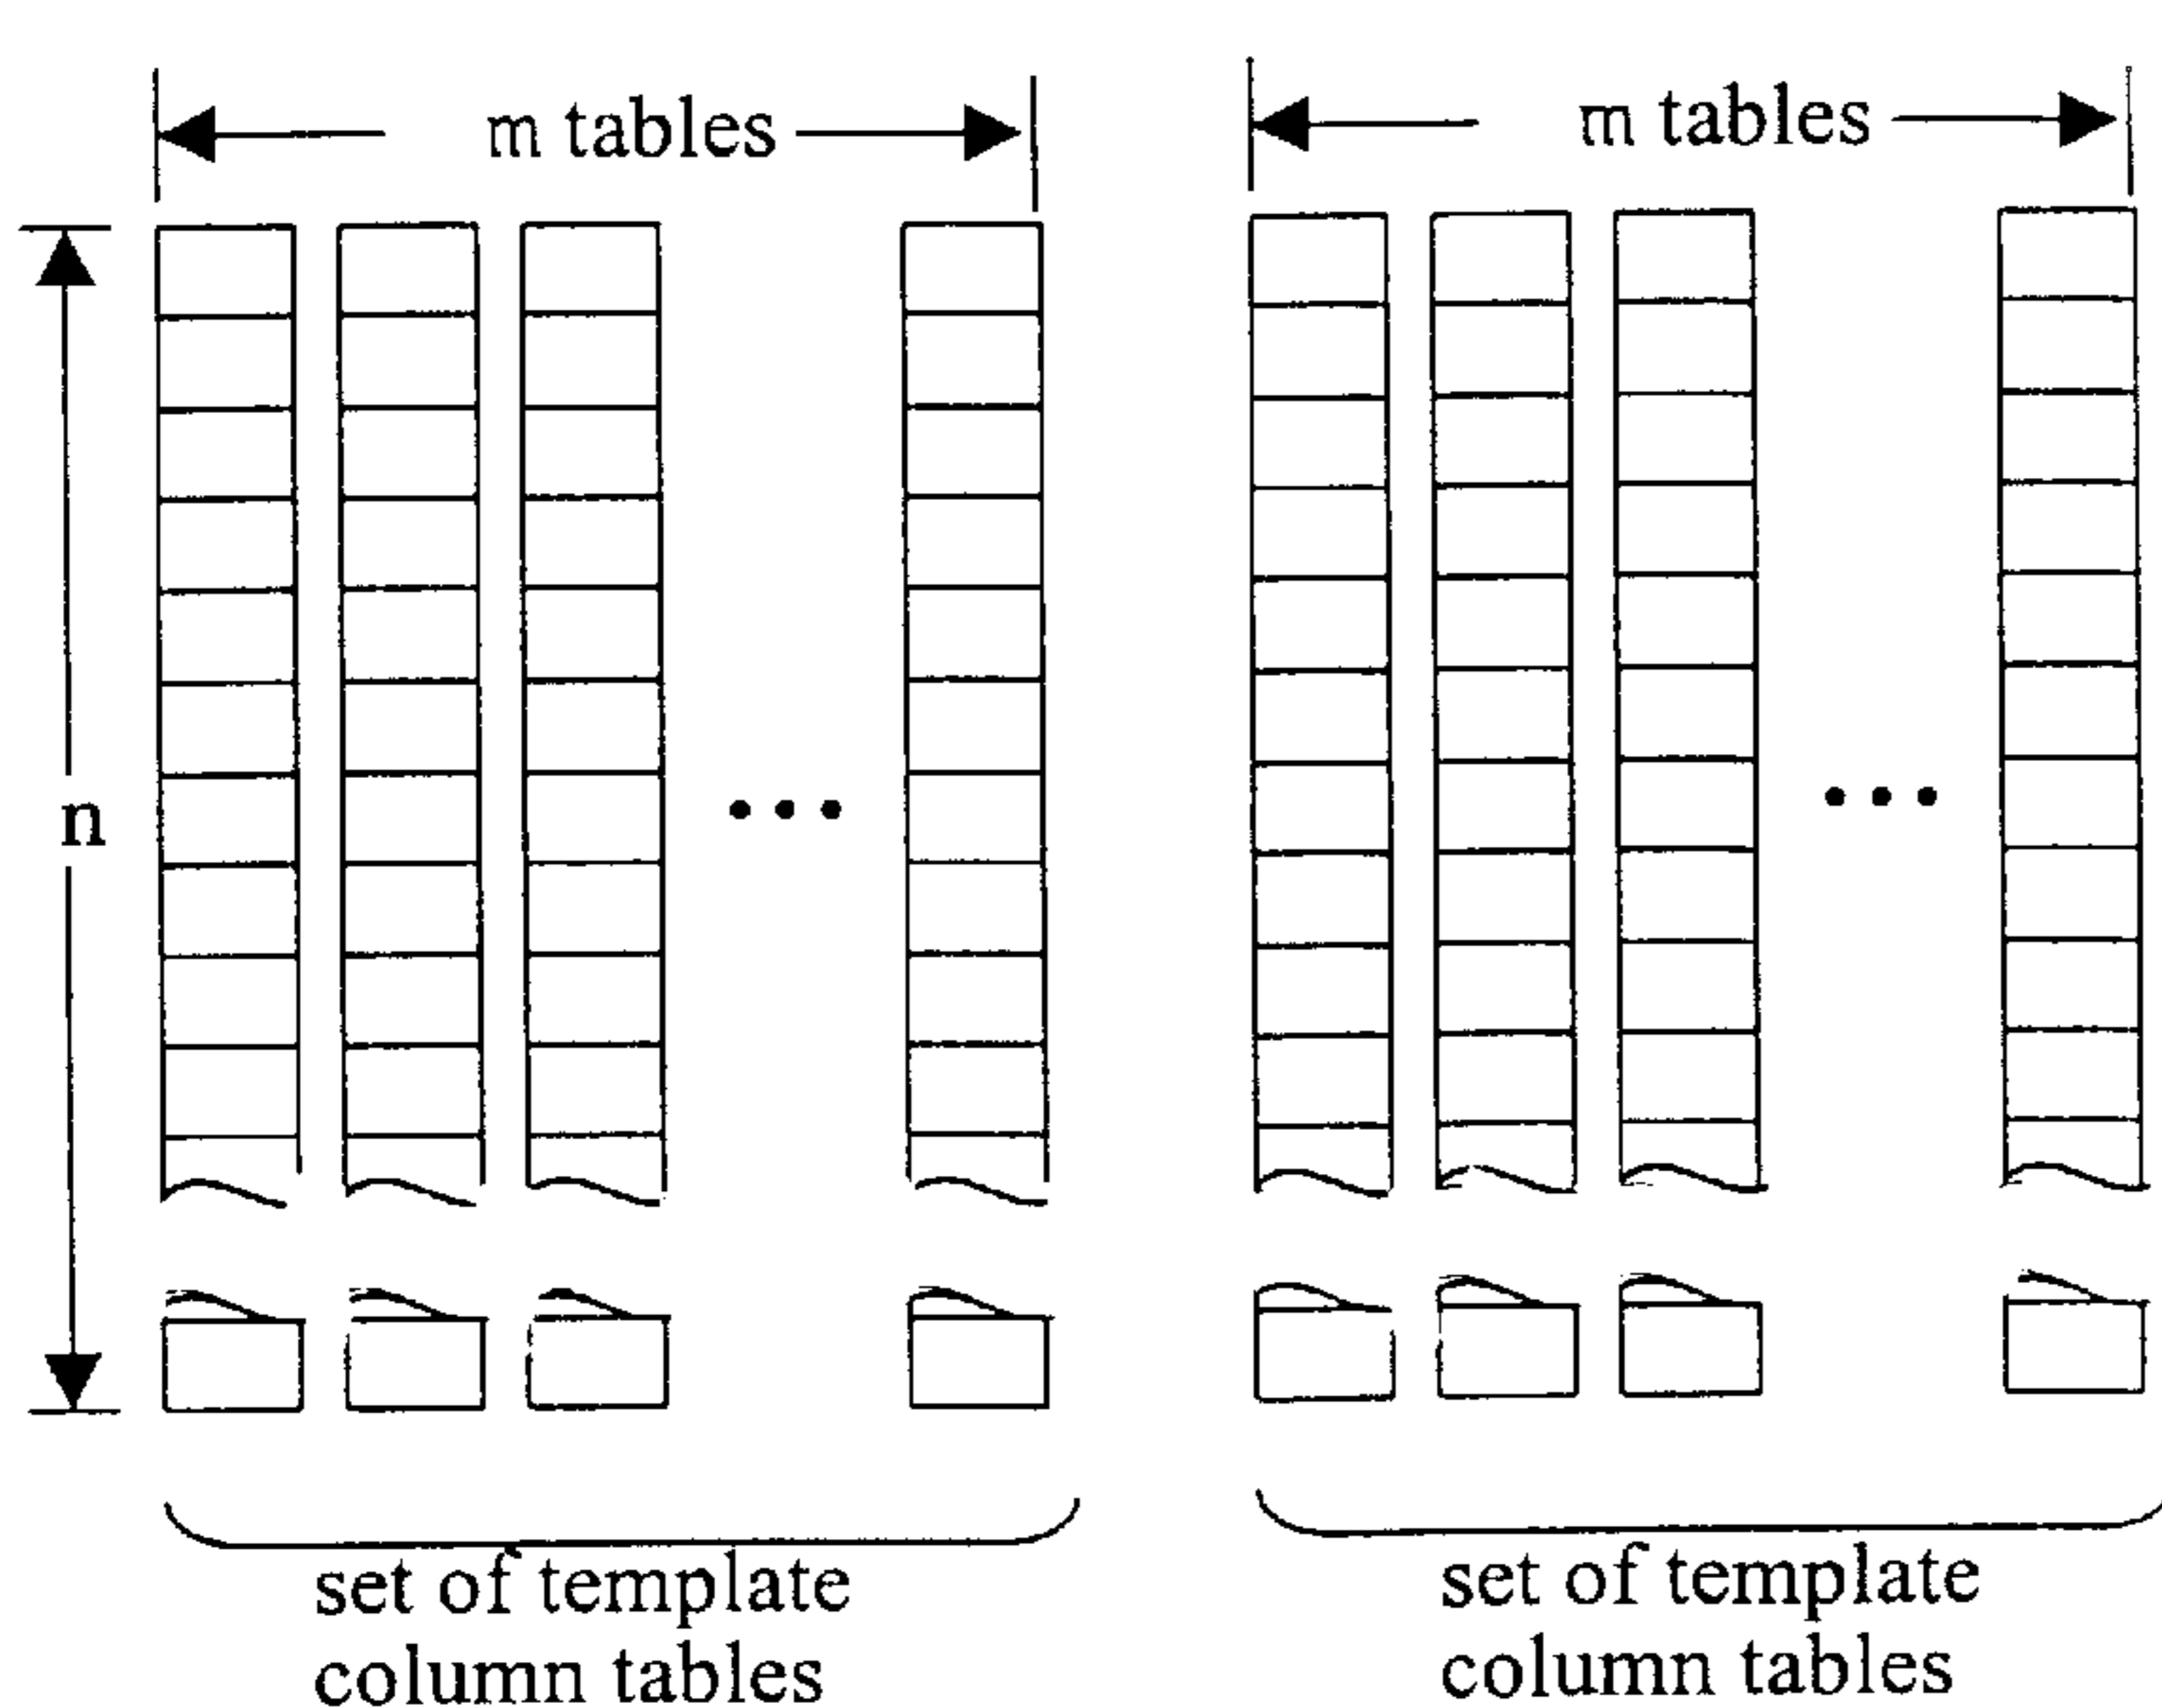 m tables
m tables
n
set of template
column tables
set of template
column tables